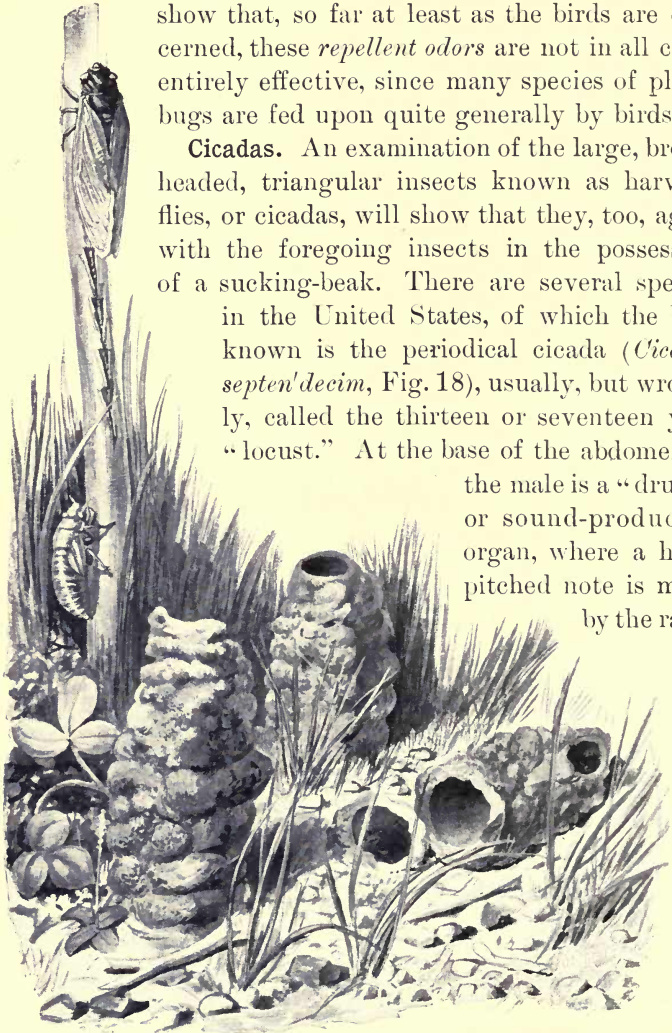 show that, so far at least as the birds are
cerned, these repellent odors are not in all c
entirely effective, since many species of pl
bugs are fed upon quite generally by birds
Cicadas. An examination of the large, bro
headed, triangular insects known as harv
flies, or cicadas, will show that they, too, ag
with the foregoing insects in the posses
of a sucking-beak. There are several spe
in the United States, of which the
known is the periodical cicada (Cic
septen'decim, Fig. 18), usually, but wro
ly, called the thirteen or seventeen y
“locust.” At the base of the abdome
the male is a “dru
or sound-produc
organ, where a h
pitched note is m
by the ra